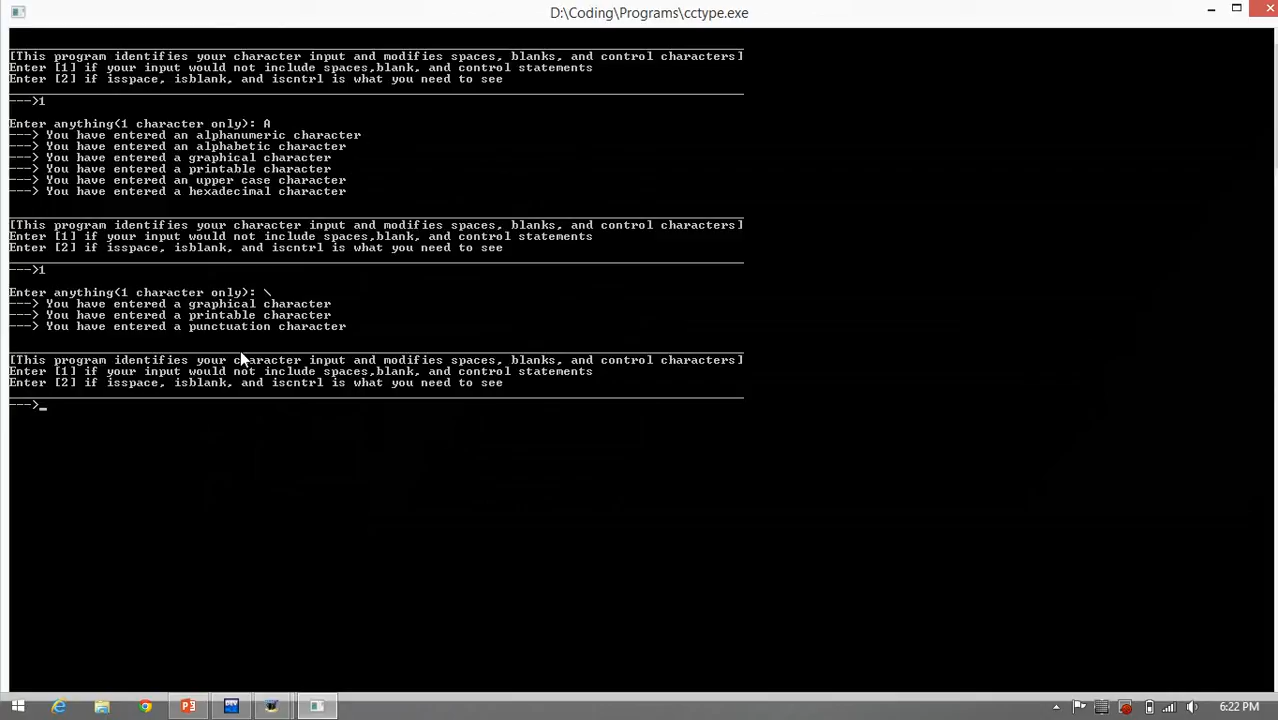 D:\Coding\Programs\cctype.exe
[This program identifies your character input and modifies spaces, blanks, and control characters]
Enter [1] if your input would not include spaces,blank, and control statements
Enter [2] if isspace, isblank, and iscntrl is what you need to see
--->1
Enter anything(1 character only): A
---> You have entered an alphanumeric character
---> You have entered an alphabetic character
---> You have entered a graphical character
---> You have entered a printable character
---> You have entered an upper case character
---> You have entered a hexadecimal character
[This program identifies your character input and modifies spaces, blanks, and control characters]
Enter [1] if your input would not include spaces,blank, and control statements
Enter [2] if isspace, isblank, and iscntrl is what you need to see
--->1
Enter anything(1 character only): \
---> You have entered a graphical character
---> You have entered a printable character
---> You have entered a punctuation character
[This program identifies your character input and modifies spaces, blanks, and control characters]
Enter [1] if your input would not include spaces,blank, and control statements
Enter [2] if isspace, isblank, and iscntrl is what you need to see
--->_
6:22 PM